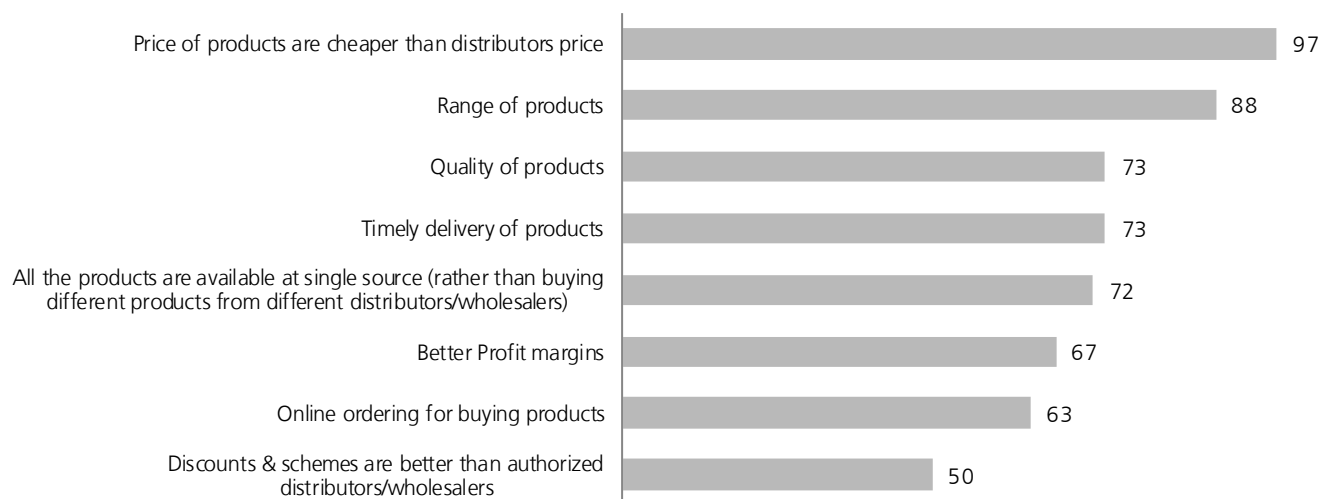 Price of products are cheaper than distributors price
97
Range of products
88
Quality of products
73
Timely delivery of products
73
All the products are available at single source (rather than buying
different products from different distributors/wholesalers)
72
Better Profit margins
67
Online ordering for buying products
63
Discounts & schemes are better than authorized
distributors/wholesalers
50